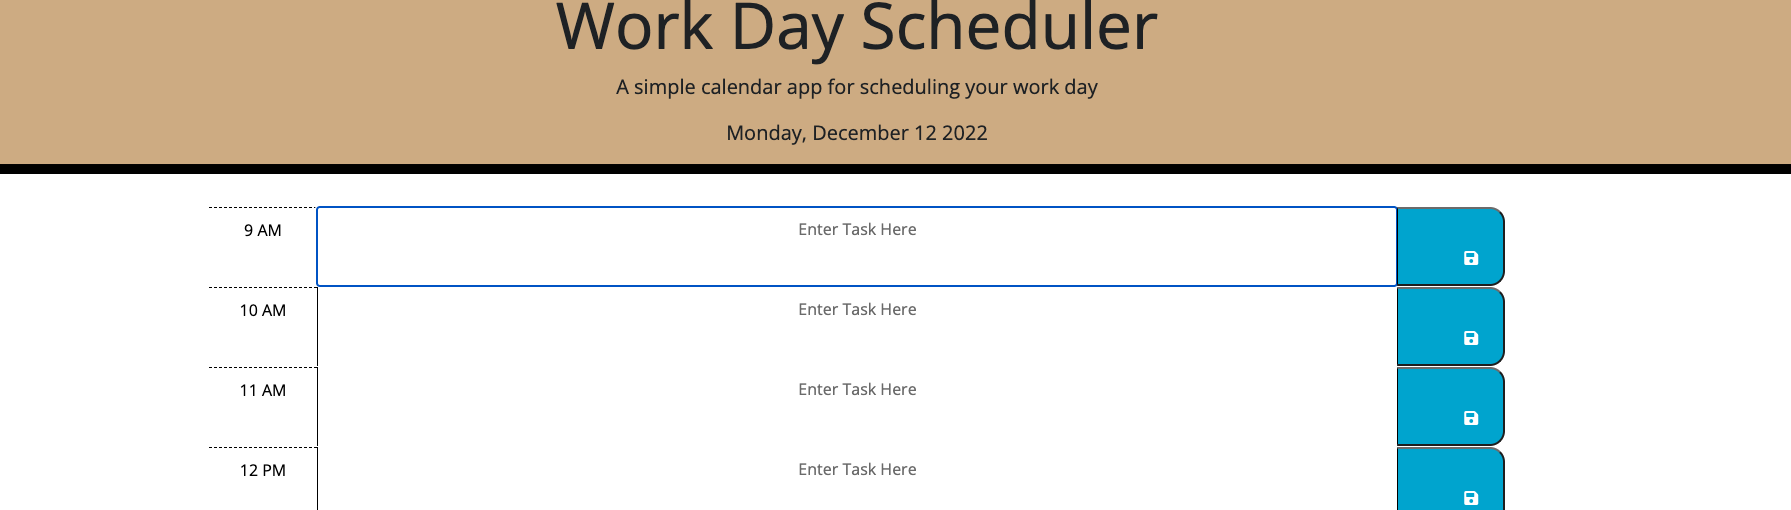 Work Day Scheduler
A simple calendar app for scheduling your work day
Monday, December 12 2022
9 AM
Enter Task Here
10 AM
Enter Task Here
11 AM
Enter Task Here
12 PM
Enter Task Here